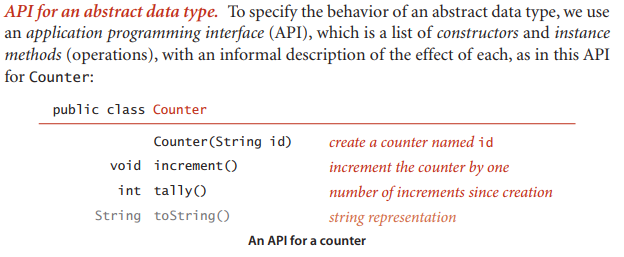 API for an abstract data type. To specify the behavior of an abstract data type, we use
an application programming interface (API), which is a list of constructors and instance
methods (operations), with an informal description of the effect of each, as in this API
for Counter:
public class Counter
Counter(String id) create a counter named id
void increment() increment the counter by one
int tally() number of increments since creation
String toString() string representation
An API for a counter